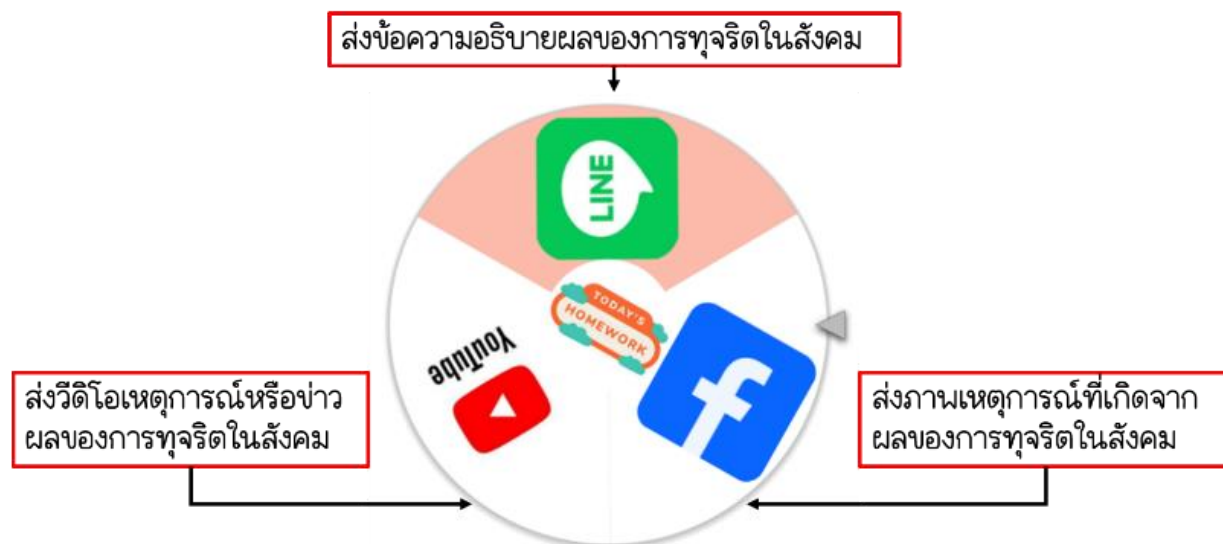 ส่งข้อความอธิบายผลของการทุจริตในสังคม
LINE
TODAY'S
HOMEWORK
YouTube
ส่งวีดิโอเหตุการณ์หรือข่าว
ผลของการทุจริตในสังคม
ส่งภาพเหตุการณ์ที่เกิดจาก
ผลของการทุจริตในสังคม